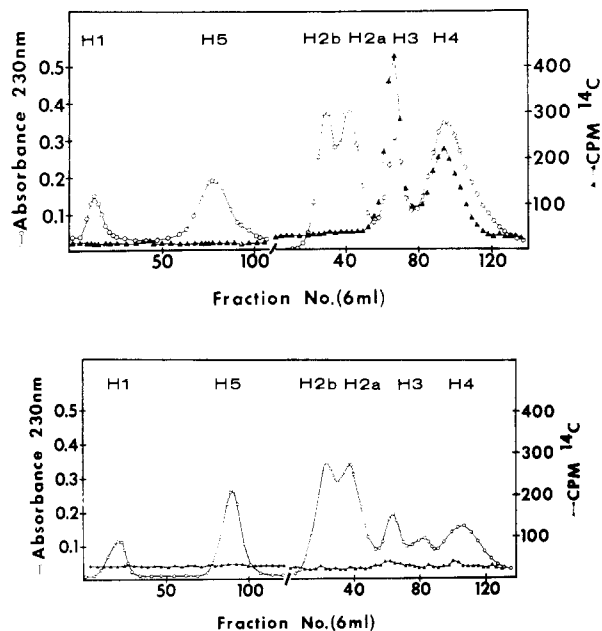 H1 H5 H2b H2a H3 H4
0.5
0.4
0.3
0.2
0.1
Absorbance 230nm
400
300
200
100
CPM 14C
50 100 40 80 120
Fraction No.(6ml)
H1 H5 H2b H2a H3 H4
0.5
0.4
0.3
0.2
0.1
Absorbance 230nm
400
300
200
100
CPM 14C
50 100 40 80 120
Fraction No.(6ml)